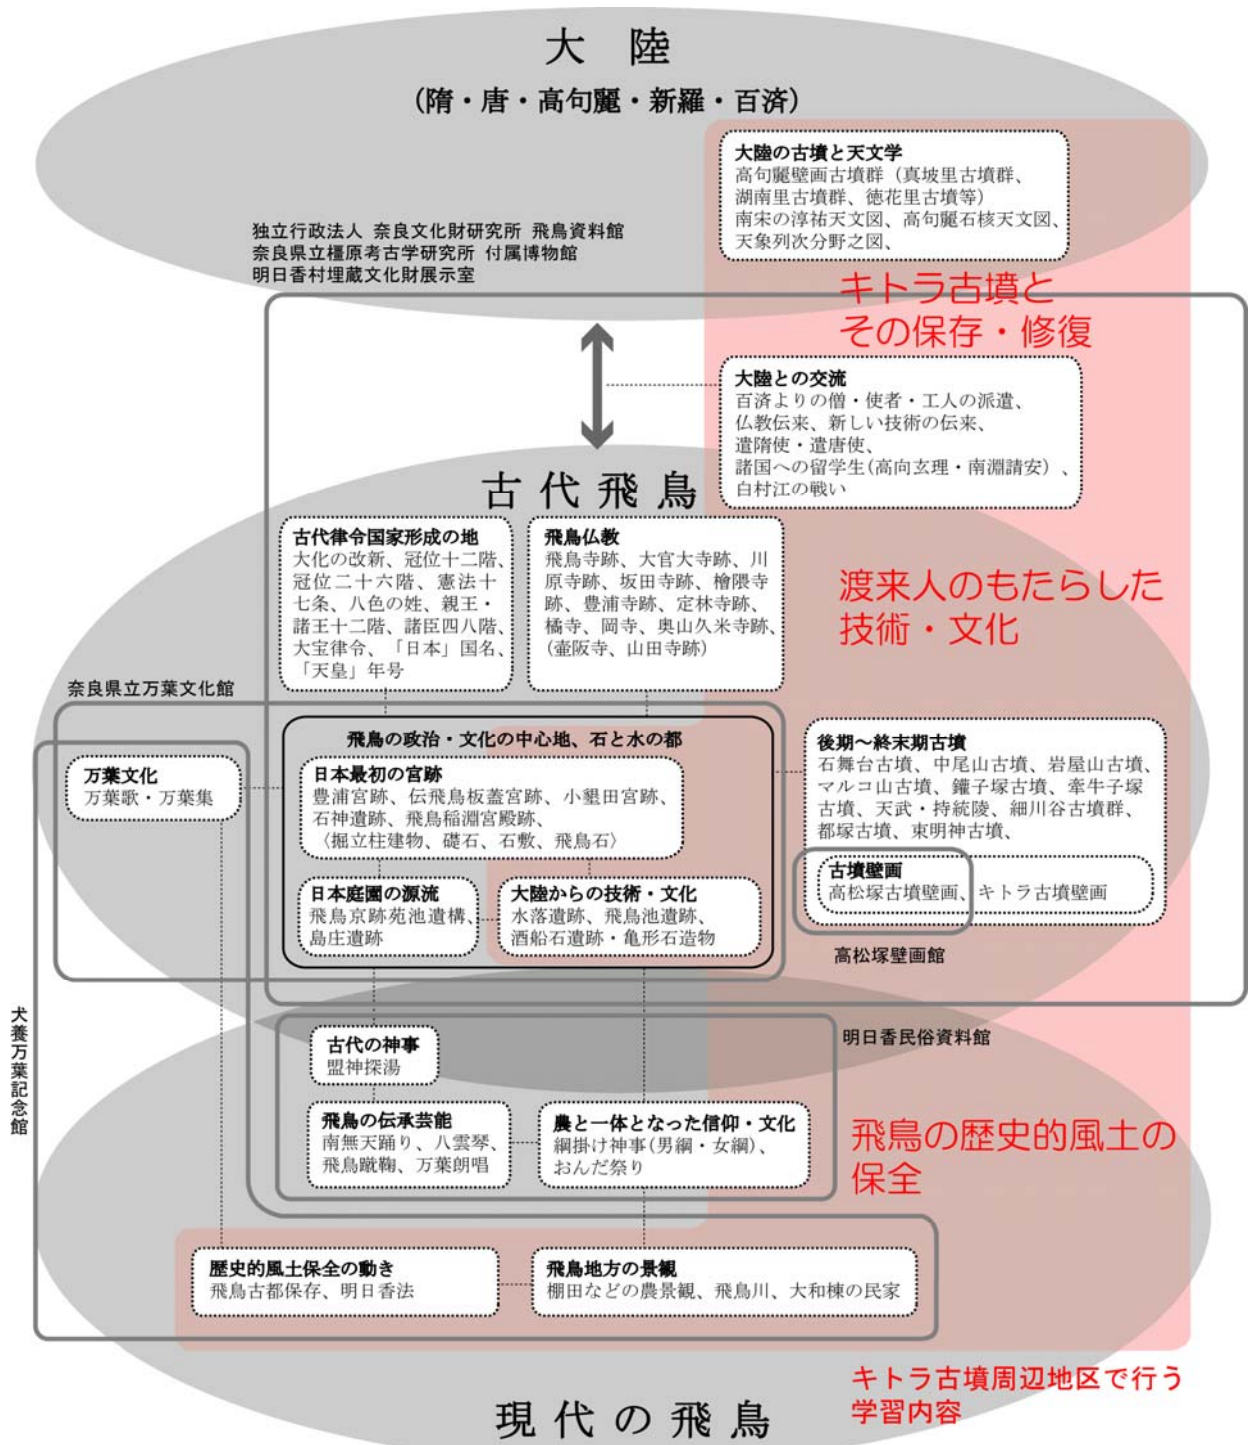 大 陸
(隋・唐・高句麗・新羅・百済)
大陸の古墳と天文学
高句麗壁画古墳群（真坡里古墳群、
湖南里古墳群、徳花里古墳等）
南宋の淳祐天文図、高句麗石核天文図、
天象列次分野之図、
独立行政法人 奈良文化財研究所 飛鳥資料館
奈良県立橿原考古学研究所 付属博物館
明日香村埋蔵文化財展示室
キトラ古墳と
その保存・修復
大陸との交流
百済よりの僧・使者・工人の派遣、
仏教伝来、新しい技術の伝来、
遣隋使・遣唐使、
諸国への留学生(高向玄理・南淵請安）、
白村江の戦い
古代飛鳥
古代律令国家形成の地
大化の改新、冠位十二階、
冠位二十六階、憲法十
七条、八色の姓、親王・
諸王十二階、諸臣四八階、
大宝律令、「日本」国名、
「天皇」年号
飛鳥仏教
飛鳥寺跡、大官大寺跡、川
原寺跡、坂田寺跡、檜隈寺
跡、豊浦寺跡、定林寺跡、
橘寺、岡寺、奥山久米寺跡、
(壷阪寺、山田寺跡）
渡来人のもたらした
技術・文化
奈良県立万葉文化館
飛鳥の政治・文化の中心地、石と水の都
万葉文化
万葉歌・万葉集
日本最初の宮跡
豊浦宮跡、伝飛鳥板蓋宮跡、小墾田宮跡、
石神遺跡、飛鳥稲淵宮殿跡、
〈掘立柱建物、礎石、石敷、飛鳥石〉
後期～終末期古墳
石舞台古墳、中尾山古墳、岩屋山古墳、
マルコ山古墳、鑵子塚古墳、牽牛子塚
古墳、天武・持統陵、細川谷古墳群、
都塚古墳、東明神古墳、
古墳壁画
高松塚古墳壁画、キトラ古墳壁画
日本庭園の源流
飛鳥京跡苑池遺構、
島庄遺跡
大陸からの技術・文化
水落遺跡、飛鳥池遺跡、
酒船石遺跡・亀形石造物
高松塚壁画館
犬養万葉記念館
明日香民俗資料館
古代の神事
盟神探湯
飛鳥の伝承芸能
南無天踊り、八雲琴、
飛鳥蹴鞠、万葉朗唱
農と一体となった信仰・文化
綱掛け神事(男綱・女綱)、
おんだ祭り
飛鳥の歴史的風土の
保全
歴史的風土保全の動き
飛鳥古都保存、明日香法
飛鳥地方の景観
棚田などの農景観、飛鳥川、大和棟の民家
キトラ古墳周辺地区で行う
学習内容
現代の飛鳥